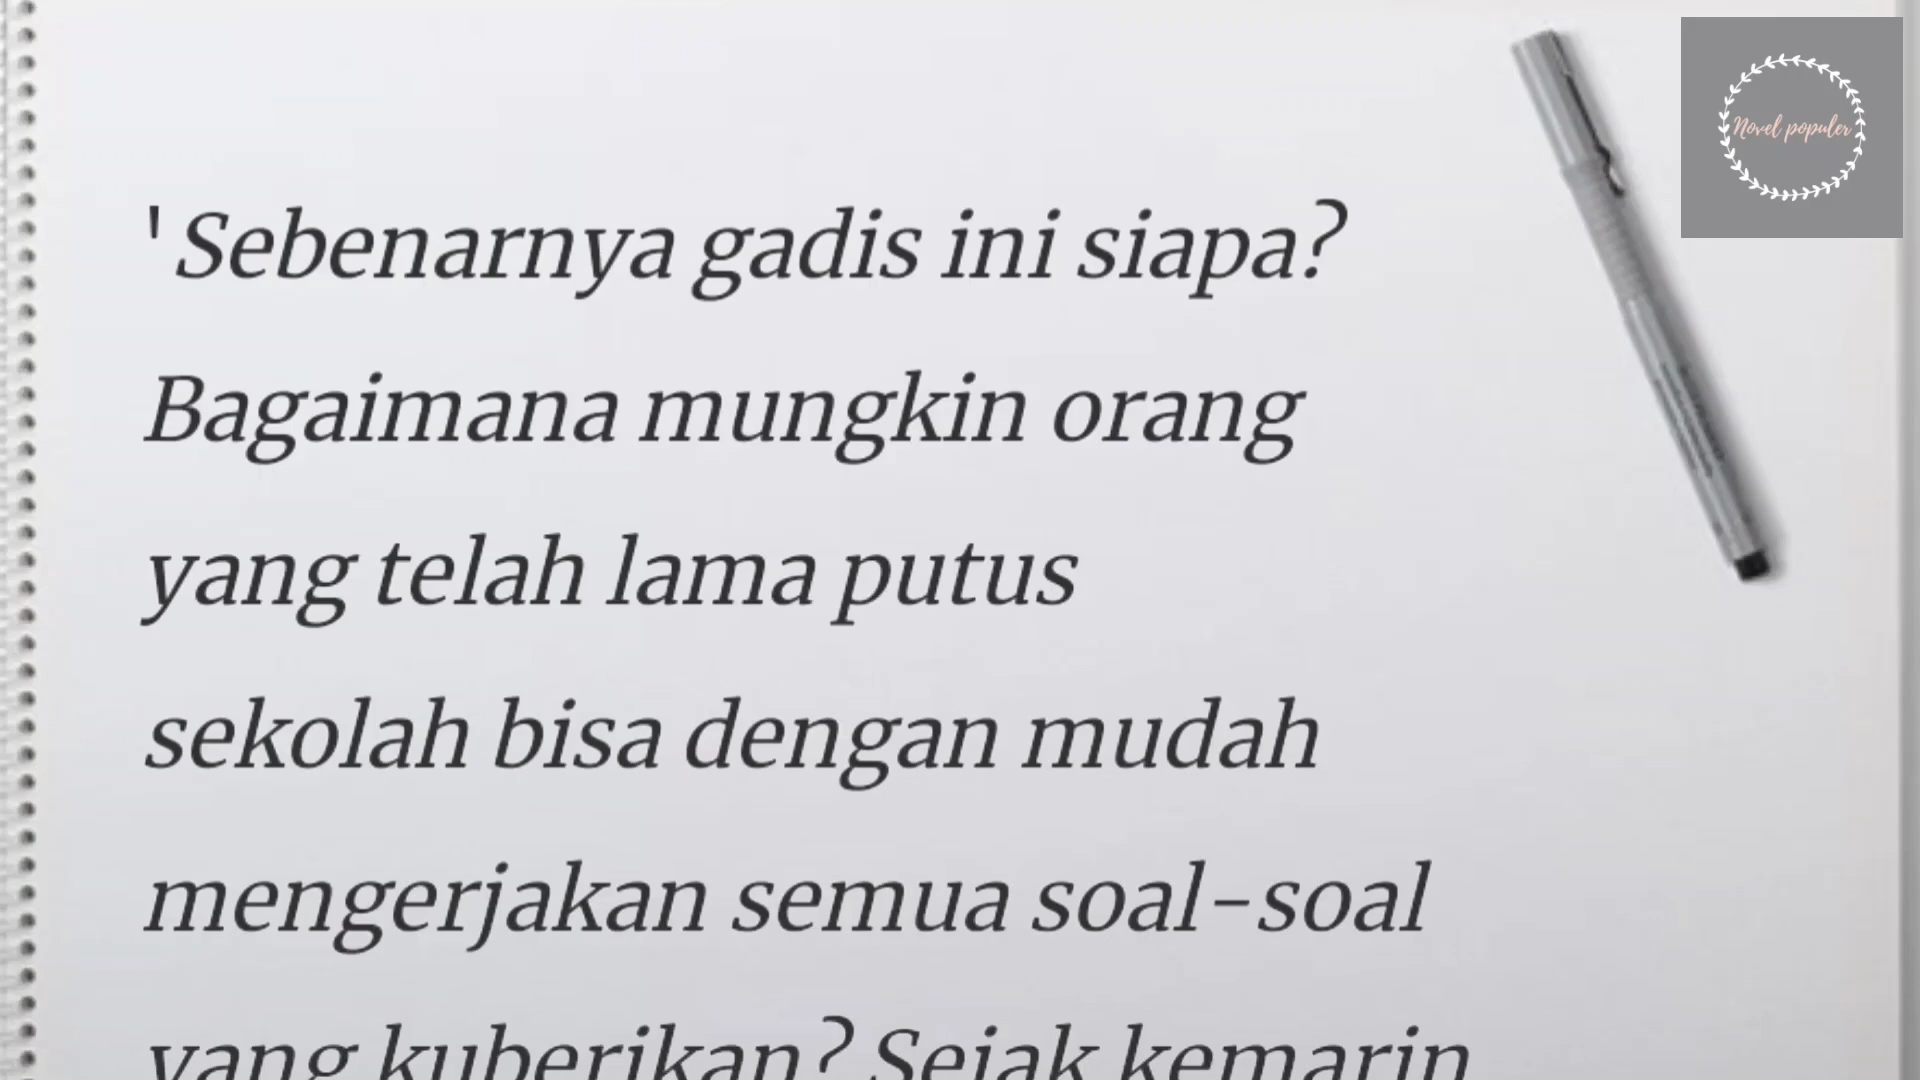 Novel populer
'Sebenarnya gadis ini siapa?
Bagaimana mungkin orang
yang telah lama putus
sekolah bisa dengan mudah
mengerjakan semua soal-soal
yang kuberikan? Sejak kemarin